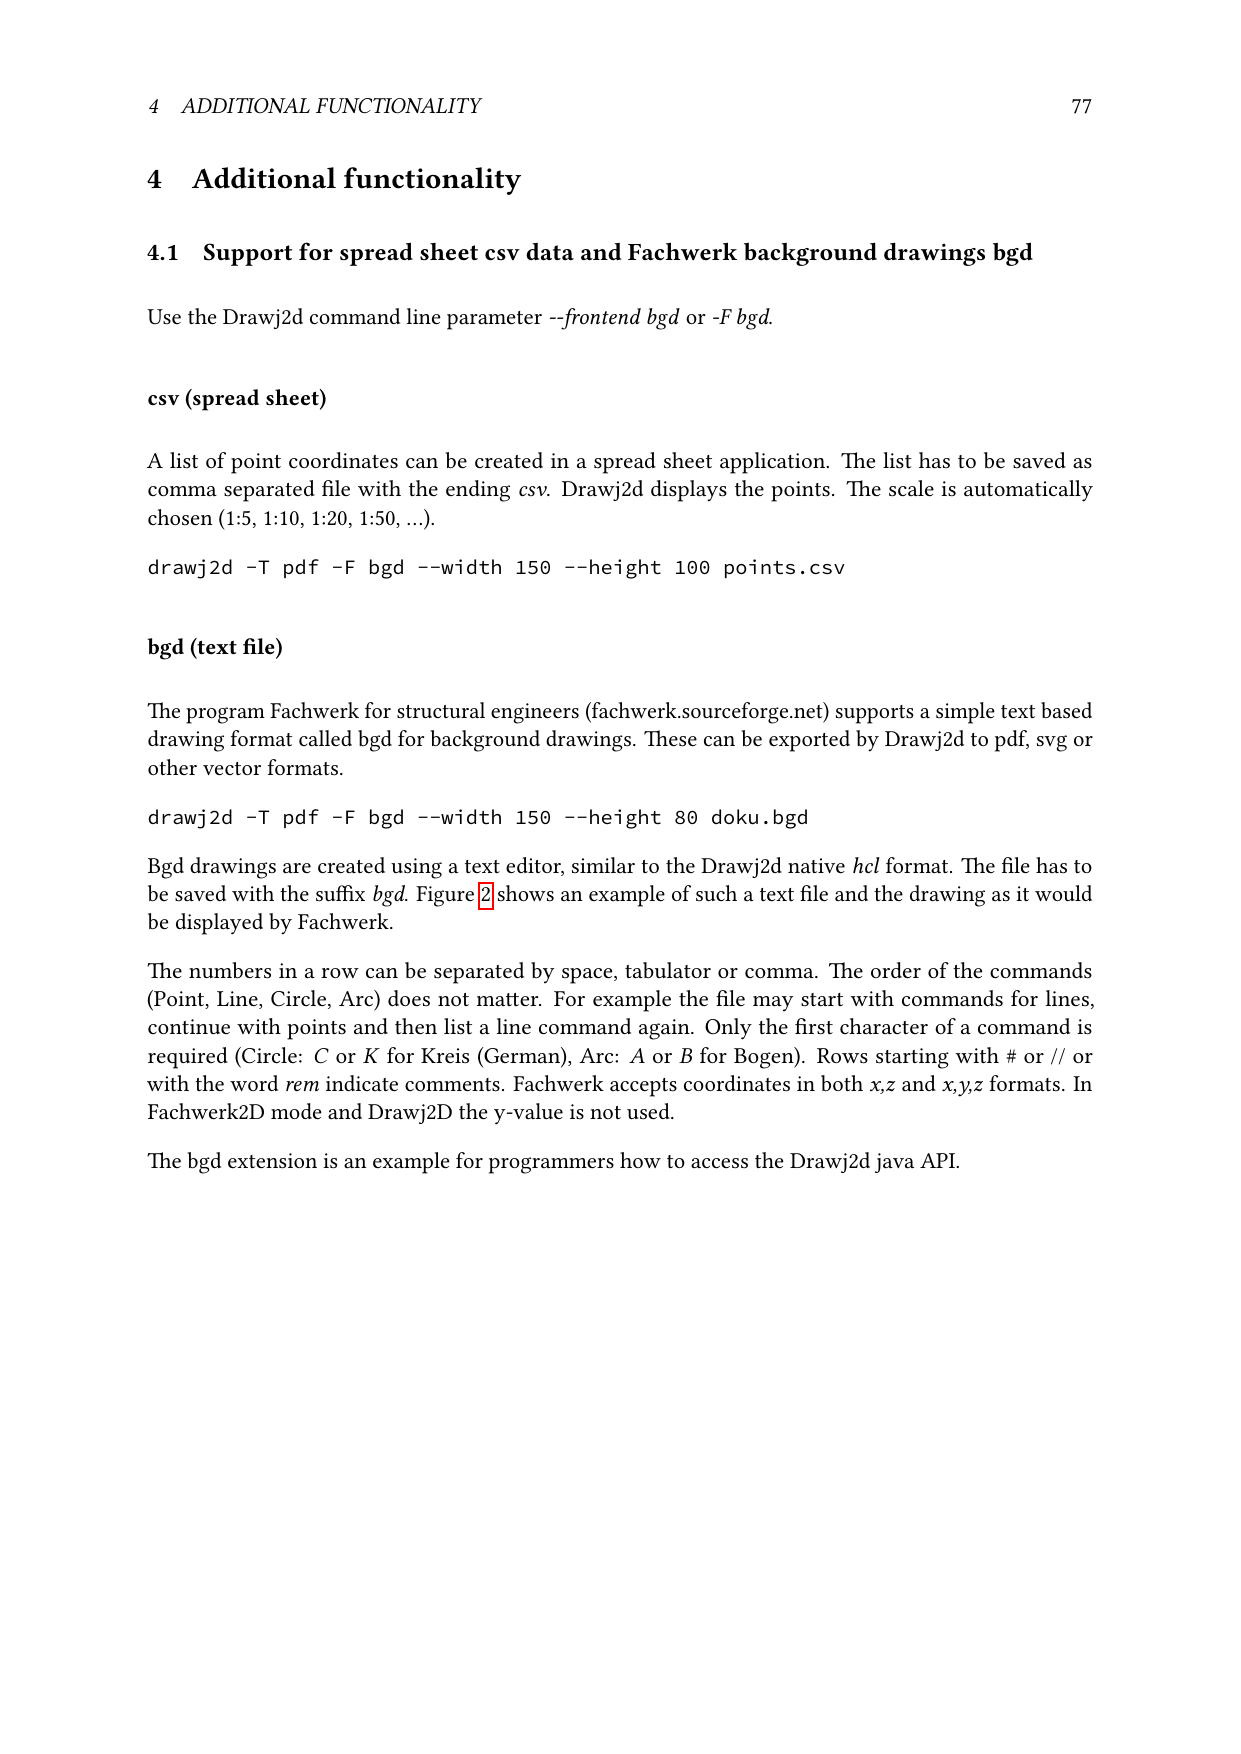 4 ADDITIONAL FUNCTIONALITY 77
4 Additional functionality
4.1 Support for spread sheet csv data and Fachwerk background drawings bgd
Use the Drawj2d command line parameter --frontend bgd or -F bgd.
csv (spread sheet)
A list of point coordinates can be created in a spread sheet application. The list has to be saved as
comma separated file with the ending csv. Drawj2d displays the points. The scale is automatically
chosen (1:5, 1:10, 1:20, 1:50, …).
drawj2d -T pdf -F bgd --width 150 --height 100 points.csv
bgd (text file)
The program Fachwerk for structural engineers (fachwerk.sourceforge.net) supports a simple text based
drawing format called bgd for background drawings. These can be exported by Drawj2d to pdf, svg or
other vector formats.
drawj2d -T pdf -F bgd --width 150 --height 80 doku.bgd
Bgd drawings are created using a text editor, similar to the Drawj2d native hcl format. The file has to
be saved with the suffix bgd. Figure 2 shows an example of such a text file and the drawing as it would
be displayed by Fachwerk.
The numbers in a row can be separated by space, tabulator or comma. The order of the commands
(Point, Line, Circle, Arc) does not matter. For example the file may start with commands for lines,
continue with points and then list a line command again. Only the first character of a command is
required (Circle: C or K for Kreis (German), Arc: A or B for Bogen). Rows starting with # or // or
with the word rem indicate comments. Fachwerk accepts coordinates in both x,z and x,y,z formats. In
Fachwerk2D mode and Drawj2D the y-value is not used.
The bgd extension is an example for programmers how to access the Drawj2d java API.